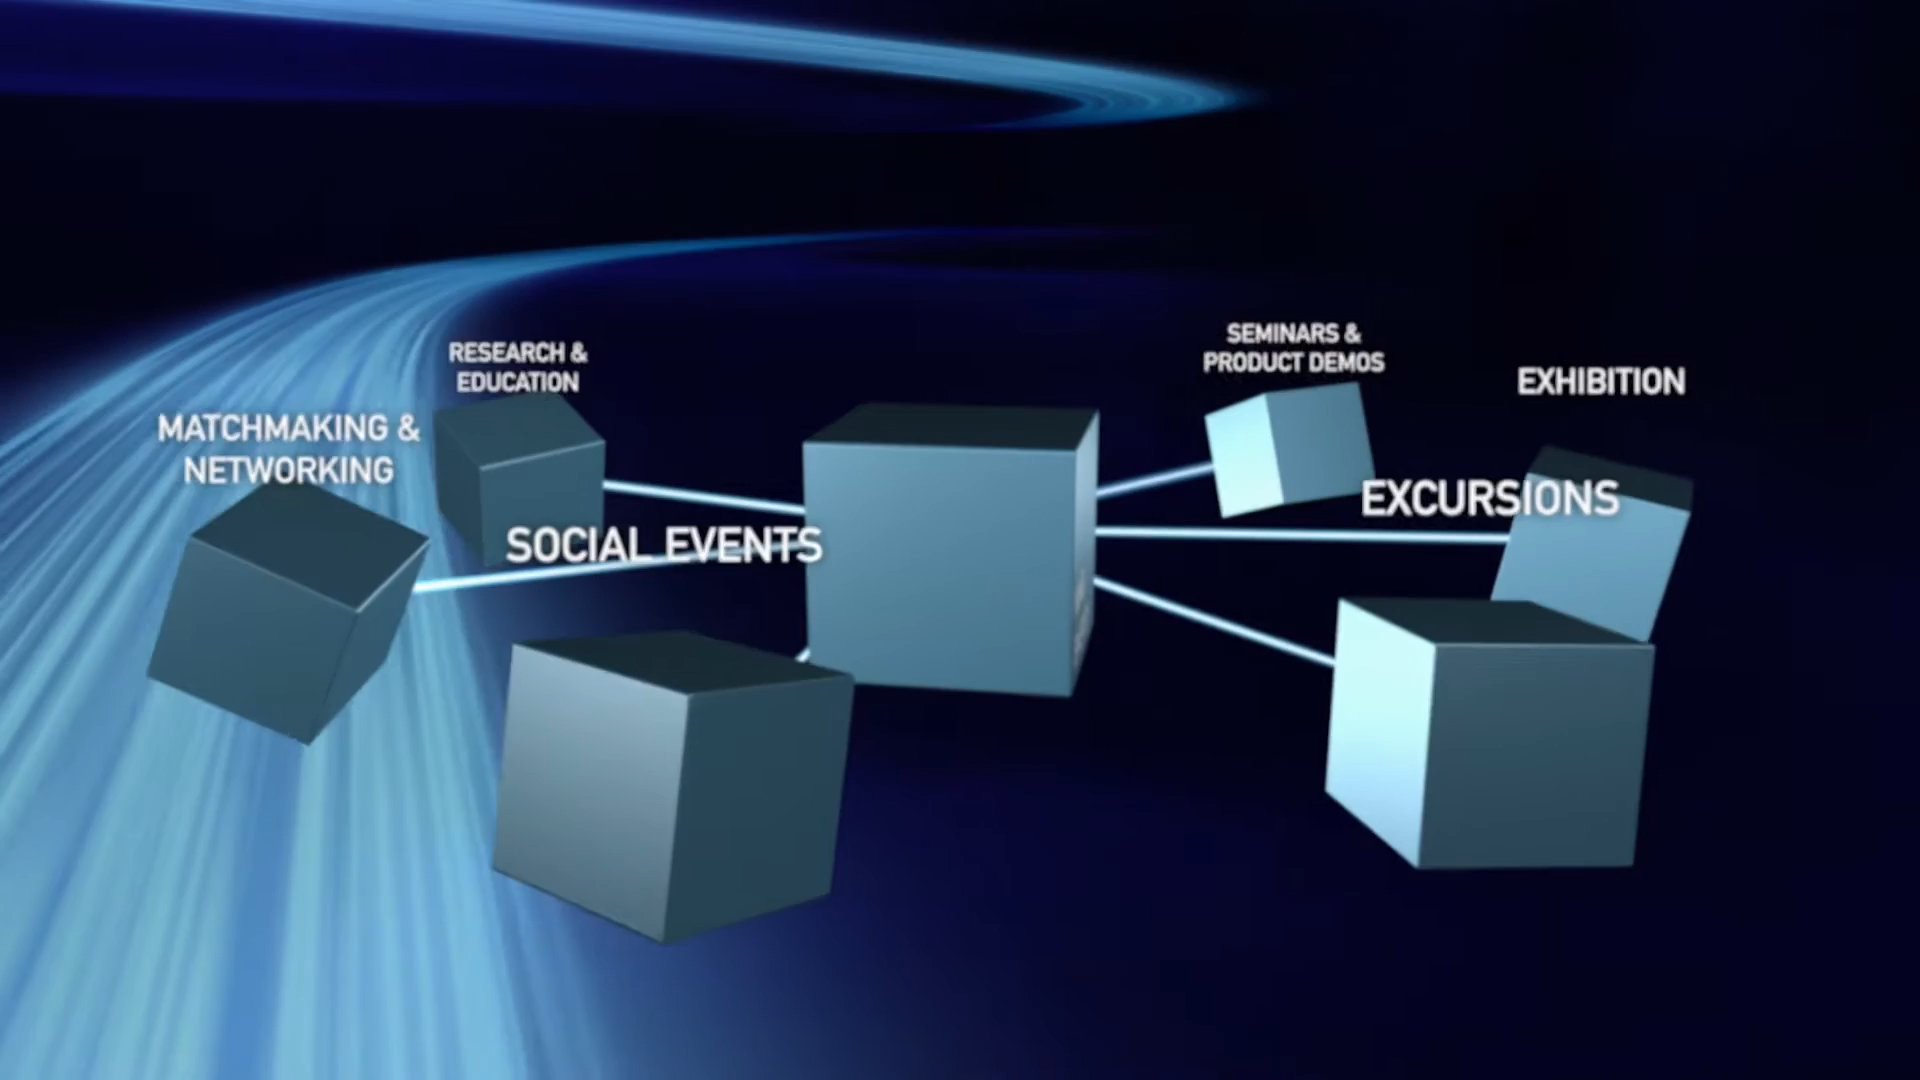 RESEARCH &
EDUCATION
MATCHMAKING &
NETWORKING
SOCIAL EVENTS
SEMINARS &
PRODUCT DEMOS
EXHIBITION
EXCURSIONS